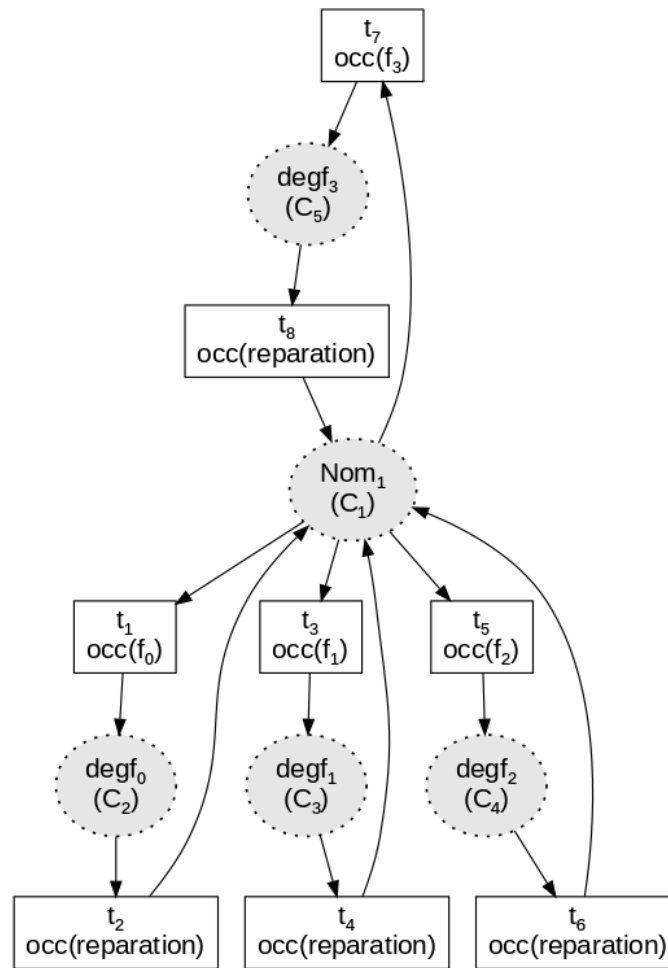 t₇
occ(f₃)
degf₃
(C₅)
t₈
occ(reparation)
Nom₁
(C₁)
t₁
occ(f₀)
t₃
occ(f₁)
t₅
occ(f₂)
degf₀
(C₂)
degf₁
(C₃)
degf₂
(C₄)
t₂
occ(reparation)
t₄
occ(reparation)
t₆
occ(reparation)